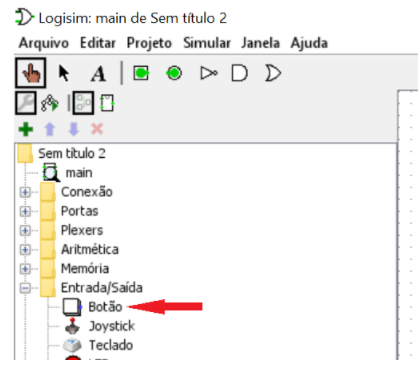 Logisim: main de Sem título 2
Arquivo Editar Projeto Simular Janela Ajuda
A
Sem título 2
main
Conexão
Portas
Plexers
Aritmética
Memória
Entrada/Saída
Botão
Joystick
Teclado